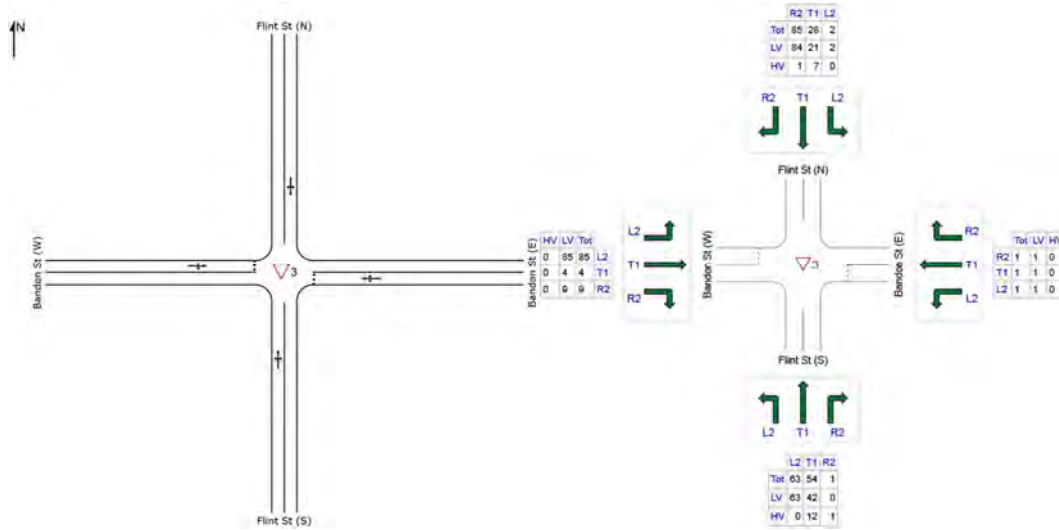 N
Flint St (N)
Bandon St (W)
Bandon St (E)
3
Flint St (S)
R2 T1 L2
Tot 85 28 2
LV 84 21 2
HV 1 7 0
R2 T1 L2
Flint St (N)
HV LV Tot
0 85 85 L2
0 4 4 T1
0 9 9 R2
L2
T1
R2
Bandon St (W)
3
Bandon St (E)
R2
T1
L2
Tot LV HV
R2 1 1 0
T1 1 1 0
L2 1 1 0
Flint St (S)
L2 T1 R2
L2 T1 R2
Tot 63 54 1
LV 63 42 0
HV 0 12 1